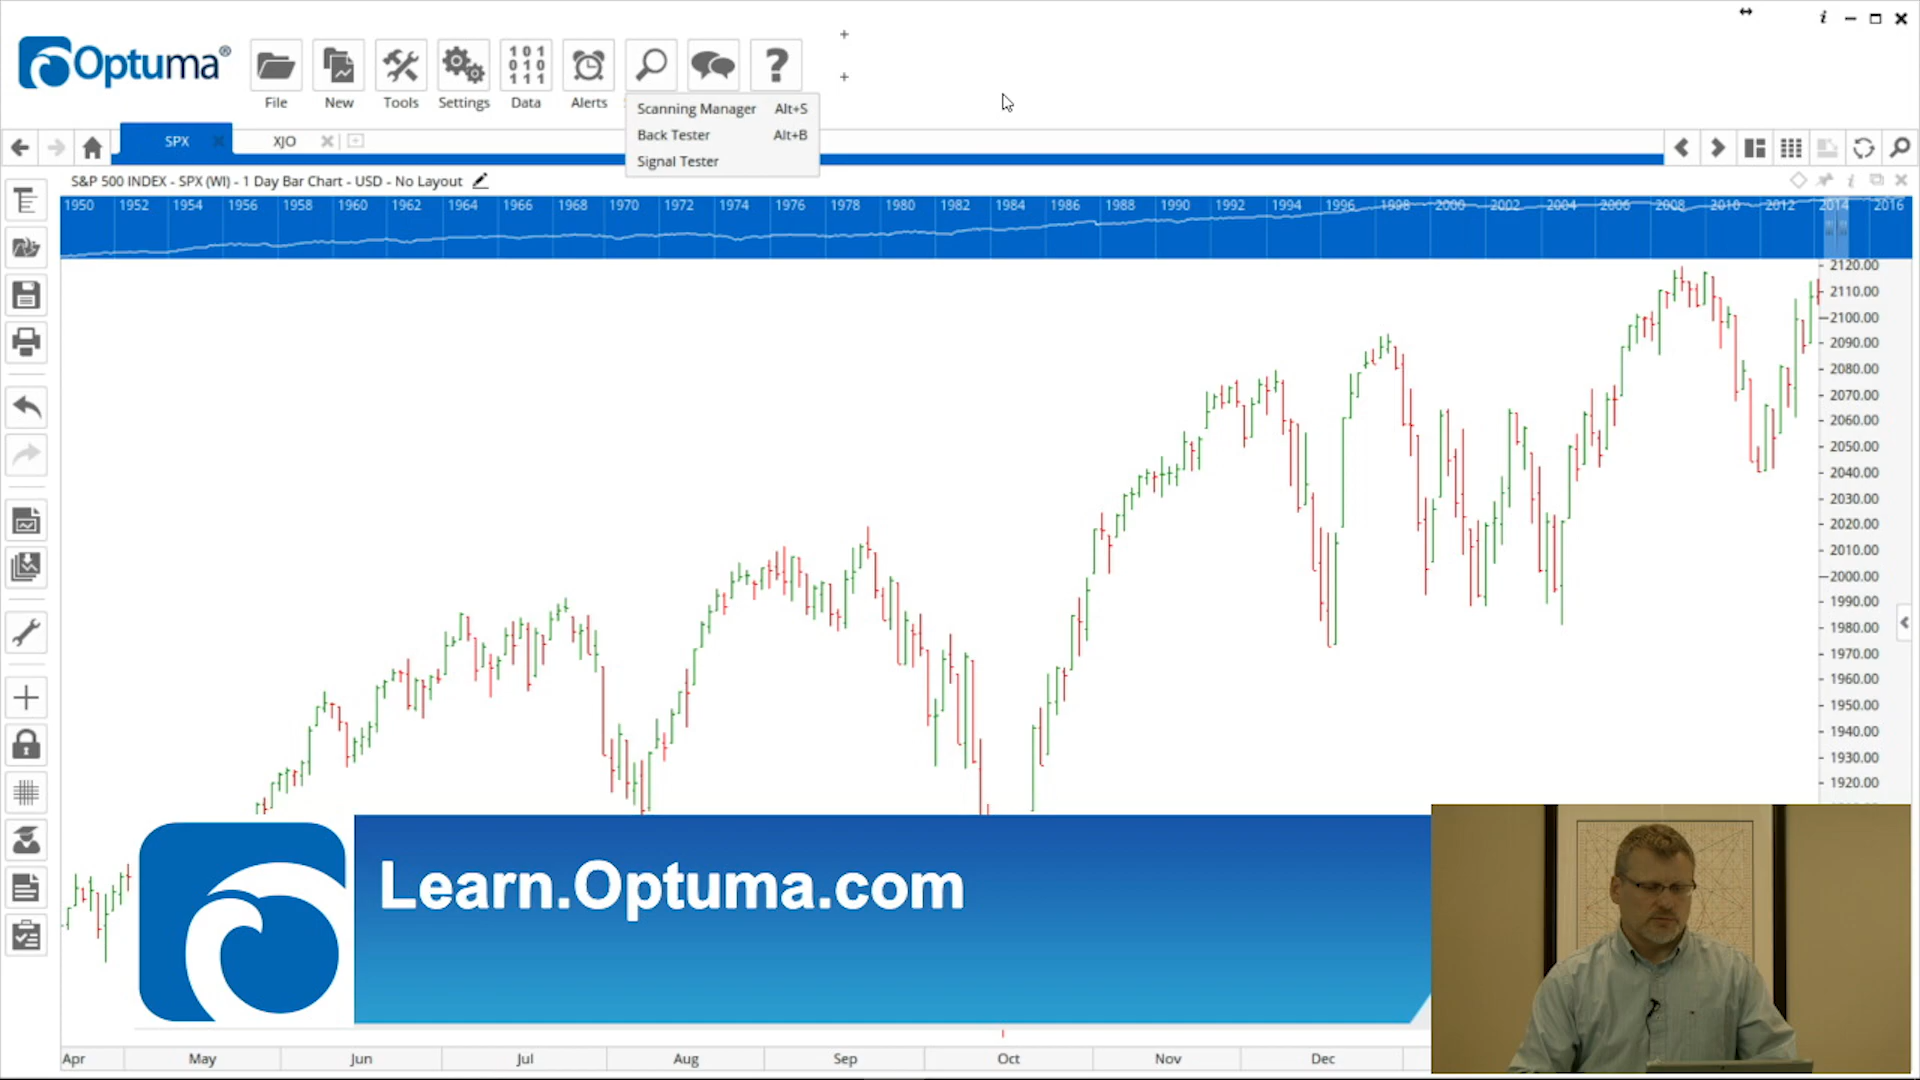 Optuma®
File New Tools Settings Data Alerts
101
010
111
Scanning Manager Alt+S
Back Tester Alt+B
Signal Tester
SPX XJO
S&P 500 INDEX - SPX (WI) - 1 Day Bar Chart - USD - No Layout
1950 1952 1954 1956 1958 1960 1962 1964 1966 1968 1970 1972 1974 1976 1978 1980 1982 1984 1986 1988 1990 1992 1994 1996 1998 2000 2002 2004 2006 2008 2010 2012 2014 2016
2120.00
2110.00
2100.00
2090.00
2080.00
2070.00
2060.00
2050.00
2040.00
2030.00
2020.00
2010.00
2000.00
1990.00
1980.00
1970.00
1960.00
1950.00
1940.00
1930.00
1920.00
Learn.Optuma.com
Apr May Jun Jul Aug Sep Oct Nov Dec